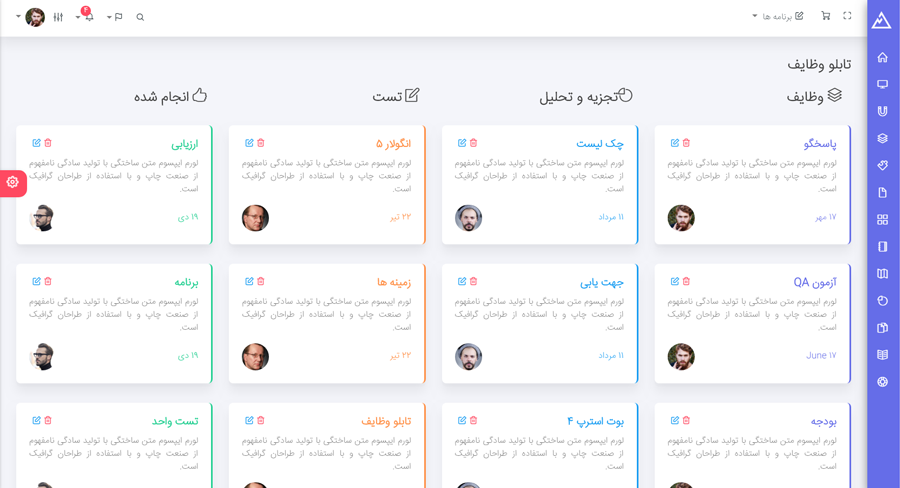 برنامه ها
۴
تابلو وظایف
وظایف
تجزیه و تحلیل
تست
انجام شده
پاسخگو
لورم ایپسوم متن ساختگی با تولید سادگی نامفهوم
از صنعت چاپ و با استفاده از طراحان گرافیک
است.
۱۷ مهر
چک لیست
لورم ایپسوم متن ساختگی با تولید سادگی نامفهوم
از صنعت چاپ و با استفاده از طراحان گرافیک
است.
۱۱ مرداد
انگولار ۵
لورم ایپسوم متن ساختگی با تولید سادگی نامفهوم
از صنعت چاپ و با استفاده از طراحان گرافیک
است.
۲۲ تیر
ارزیابی
لورم ایپسوم متن ساختگی با تولید سادگی نامفهوم
از صنعت چاپ و با استفاده از طراحان گرافیک
است.
۱۹ دی
آزمون QA
لورم ایپسوم متن ساختگی با تولید سادگی نامفهوم
از صنعت چاپ و با استفاده از طراحان گرافیک
است.
۱۷ June
جهت یابی
لورم ایپسوم متن ساختگی با تولید سادگی نامفهوم
از صنعت چاپ و با استفاده از طراحان گرافیک
است.
۱۱ مرداد
زمینه ها
لورم ایپسوم متن ساختگی با تولید سادگی نامفهوم
از صنعت چاپ و با استفاده از طراحان گرافیک
است.
۲۲ تیر
برنامه
لورم ایپسوم متن ساختگی با تولید سادگی نامفهوم
از صنعت چاپ و با استفاده از طراحان گرافیک
است.
۱۹ دی
بودجه
لورم ایپسوم متن ساختگی با تولید سادگی نامفهوم
از صنعت چاپ و با استفاده از طراحان گرافیک
است.
بوت استرپ ۴
لورم ایپسوم متن ساختگی با تولید سادگی نامفهوم
از صنعت چاپ و با استفاده از طراحان گرافیک
است.
تابلو وظایف
لورم ایپسوم متن ساختگی با تولید سادگی نامفهوم
از صنعت چاپ و با استفاده از طراحان گرافیک
است.
تست واحد
لورم ایپسوم متن ساختگی با تولید سادگی نامفهوم
از صنعت چاپ و با استفاده از طراحان گرافیک
است.